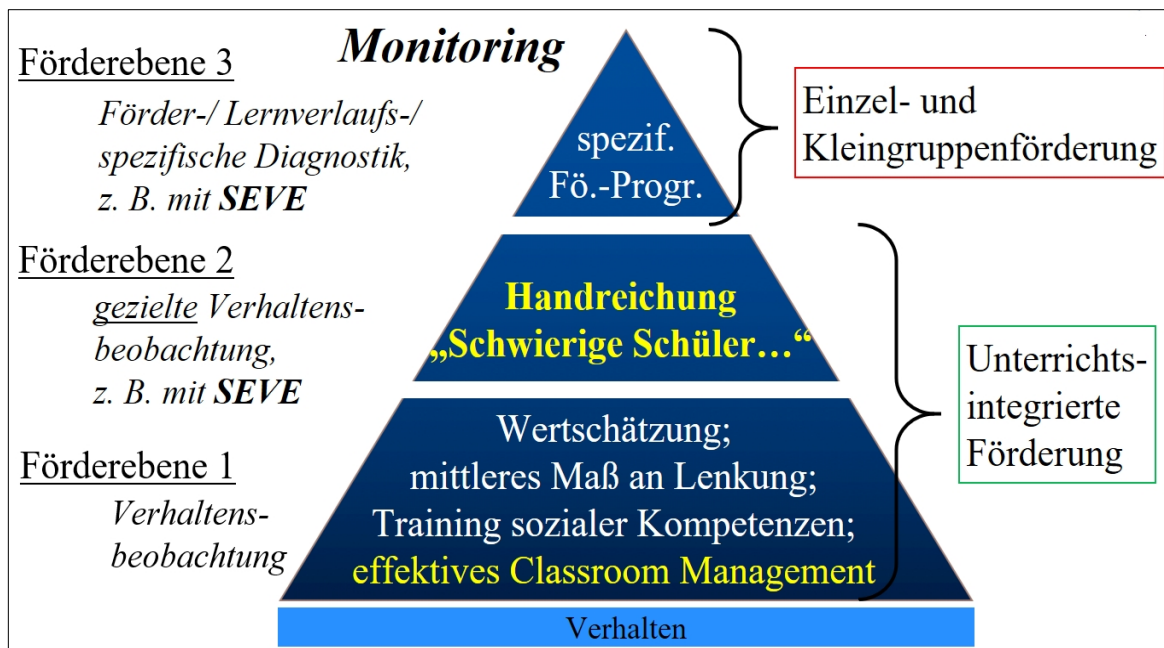 Monitoring
Förderebene 3
Förder-/ Lernverlaufs-/
spezifische Diagnostik,
z. B. mit SEVE
spezif.
Fö.-Progr.
Einzel- und
Kleingruppenförderung
Förderebene 2
gezielte Verhaltens-
beobachtung,
z. B. mit SEVE
Handreichung
„Schwierige Schüler…“
Unterrichts-
integrierte
Förderung
Förderebene 1
Verhaltens-
beobachtung
Wertschätzung;
mittleres Maß an Lenkung;
Training sozialer Kompetenzen;
effektives Classroom Management
Verhalten